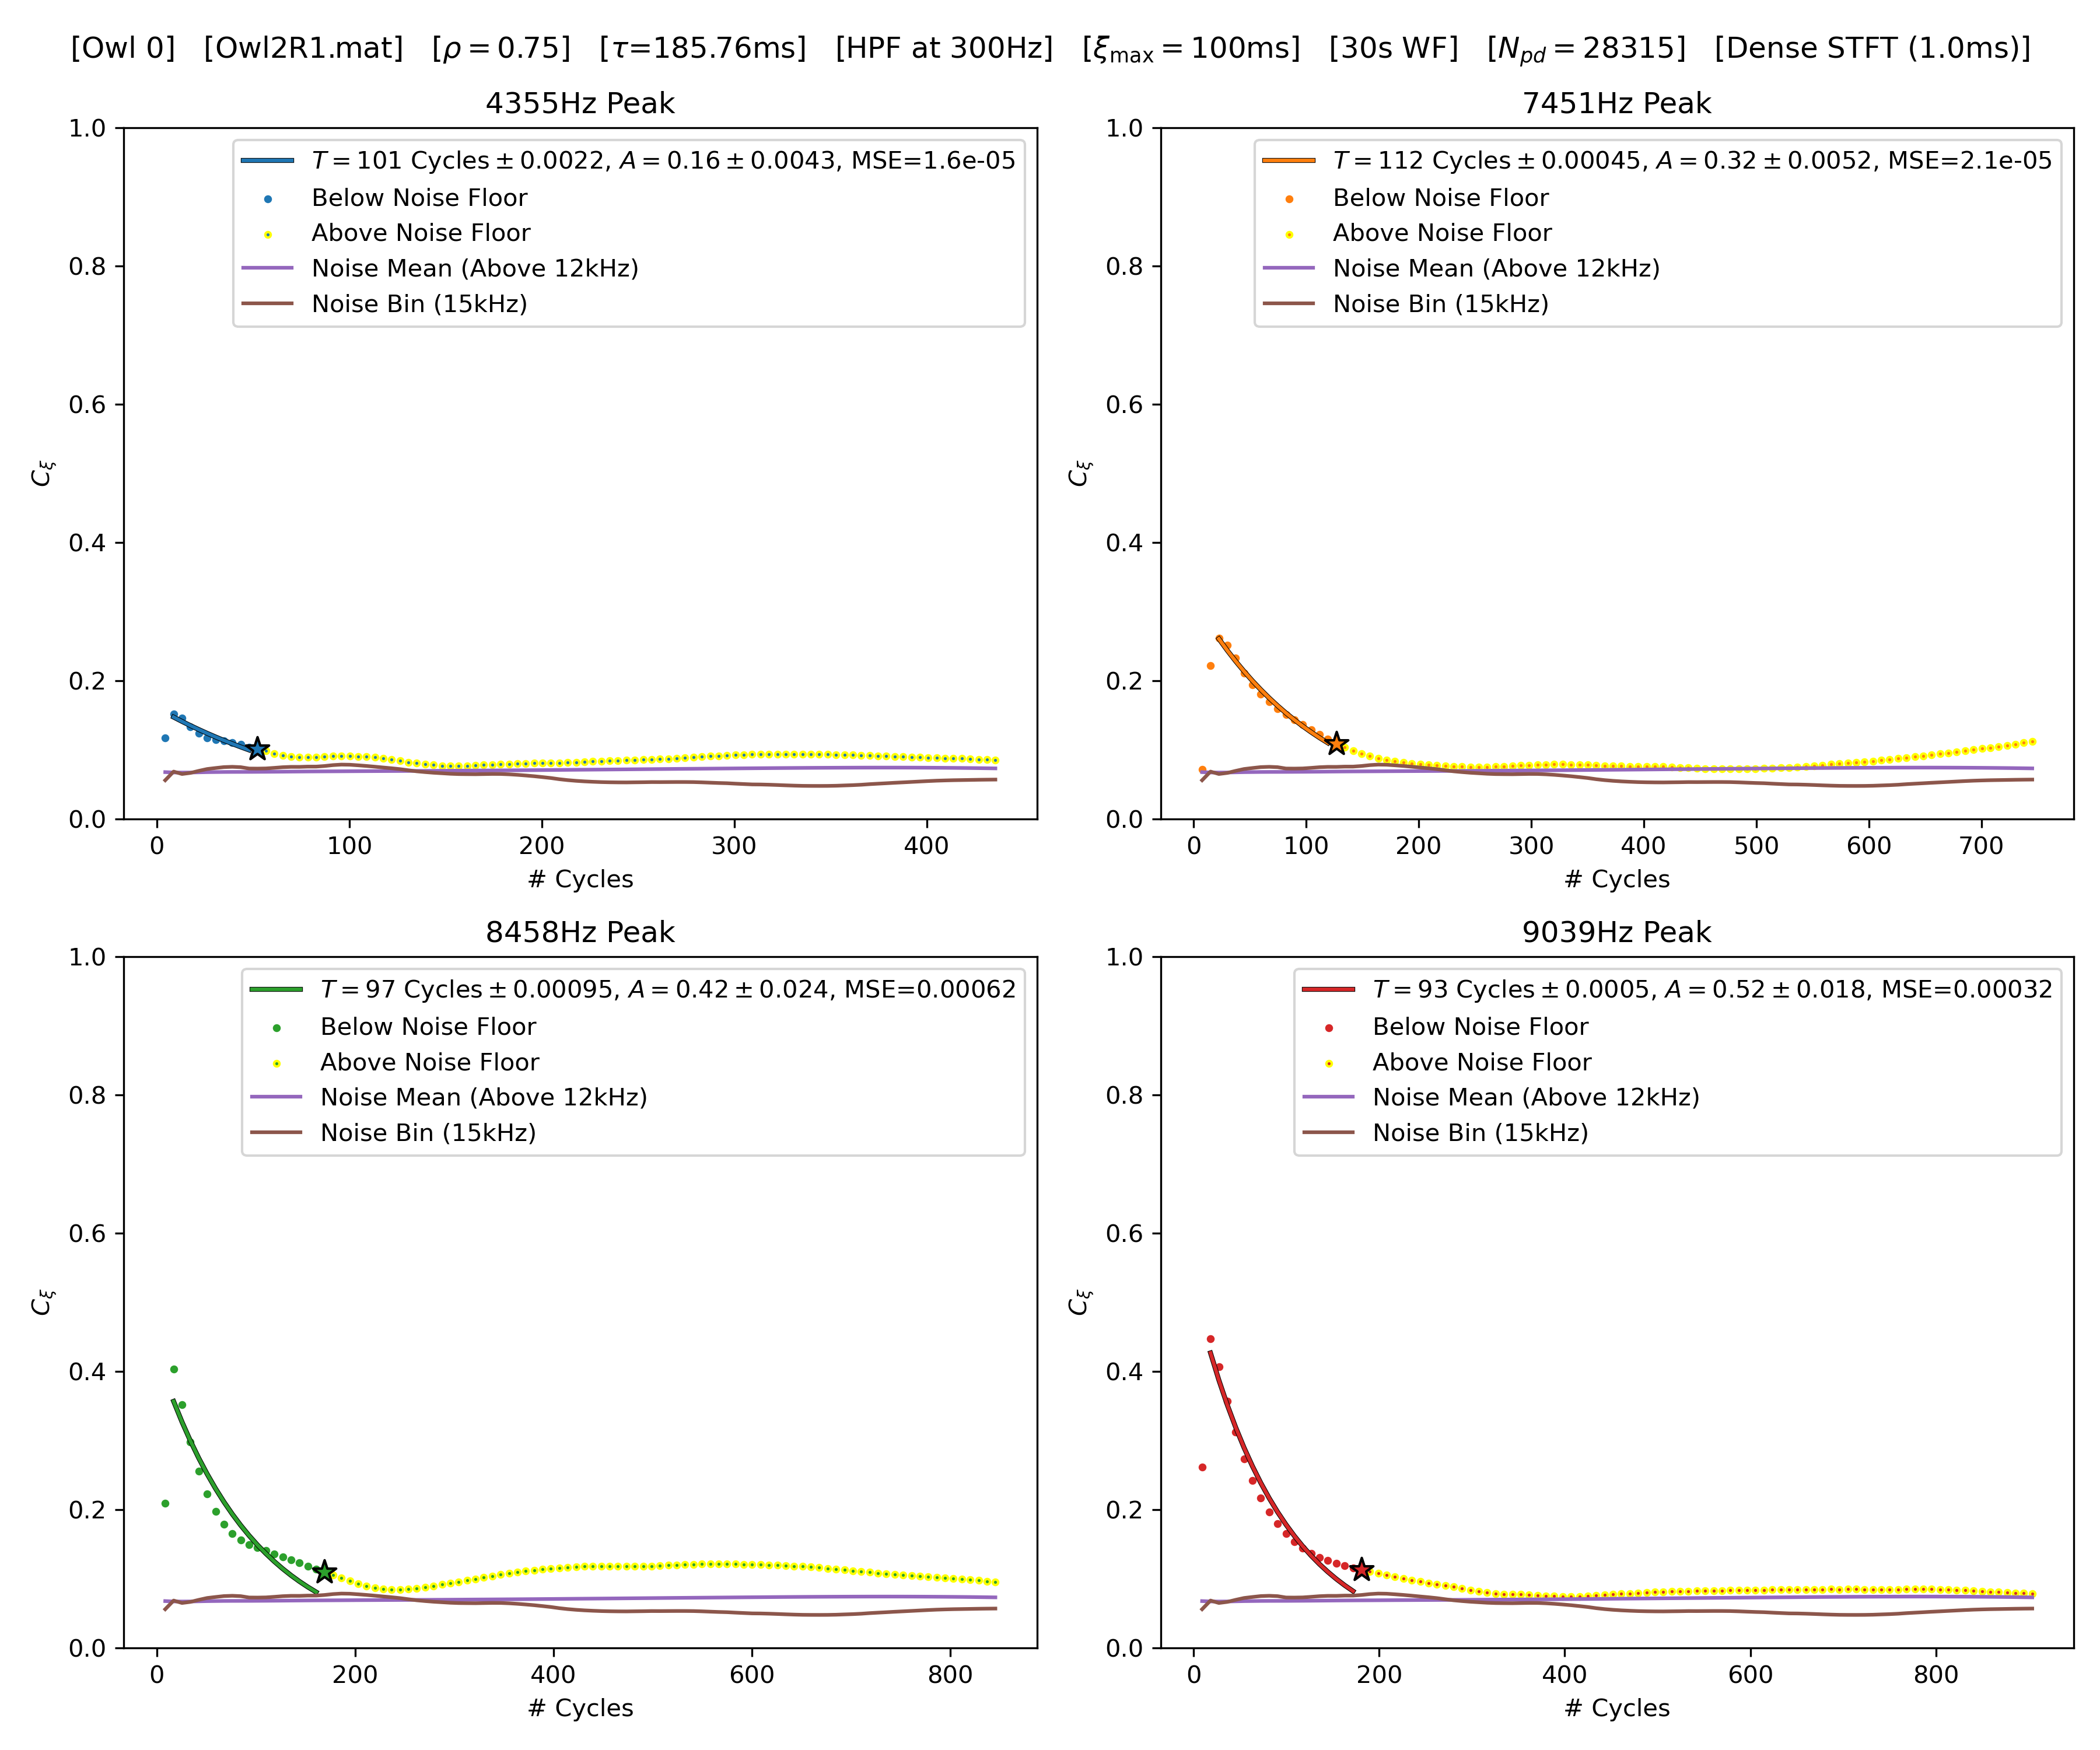 [Owl 0] [Owl2R1.mat] [ρ = 0.75] [τ=185.76ms] [HPF at 300Hz] [ξmax = 100ms] [30s WF] [Npd = 28315] [Dense STFT (1.0ms)]
4355Hz Peak
T = 101 Cycles ± 0.0022, A = 0.16 ± 0.0043, MSE=1.6e-05
Below Noise Floor
Above Noise Floor
Noise Mean (Above 12kHz)
Noise Bin (15kHz)
1.0
0.8
0.6
0.4
0.2
0.0
Cξ
0 100 200 300 400
# Cycles
7451Hz Peak
T = 112 Cycles ± 0.00045, A = 0.32 ± 0.0052, MSE=2.1e-05
Below Noise Floor
Above Noise Floor
Noise Mean (Above 12kHz)
Noise Bin (15kHz)
1.0
0.8
0.6
0.4
0.2
0.0
Cξ
0 100 200 300 400 500 600 700
# Cycles
8458Hz Peak
T = 97 Cycles ± 0.00095, A = 0.42 ± 0.024, MSE=0.00062
Below Noise Floor
Above Noise Floor
Noise Mean (Above 12kHz)
Noise Bin (15kHz)
1.0
0.8
0.6
0.4
0.2
0.0
Cξ
0 200 400 600 800
# Cycles
9039Hz Peak
T = 93 Cycles ± 0.0005, A = 0.52 ± 0.018, MSE=0.00032
Below Noise Floor
Above Noise Floor
Noise Mean (Above 12kHz)
Noise Bin (15kHz)
1.0
0.8
0.6
0.4
0.2
0.0
Cξ
0 200 400 600 800
# Cycles